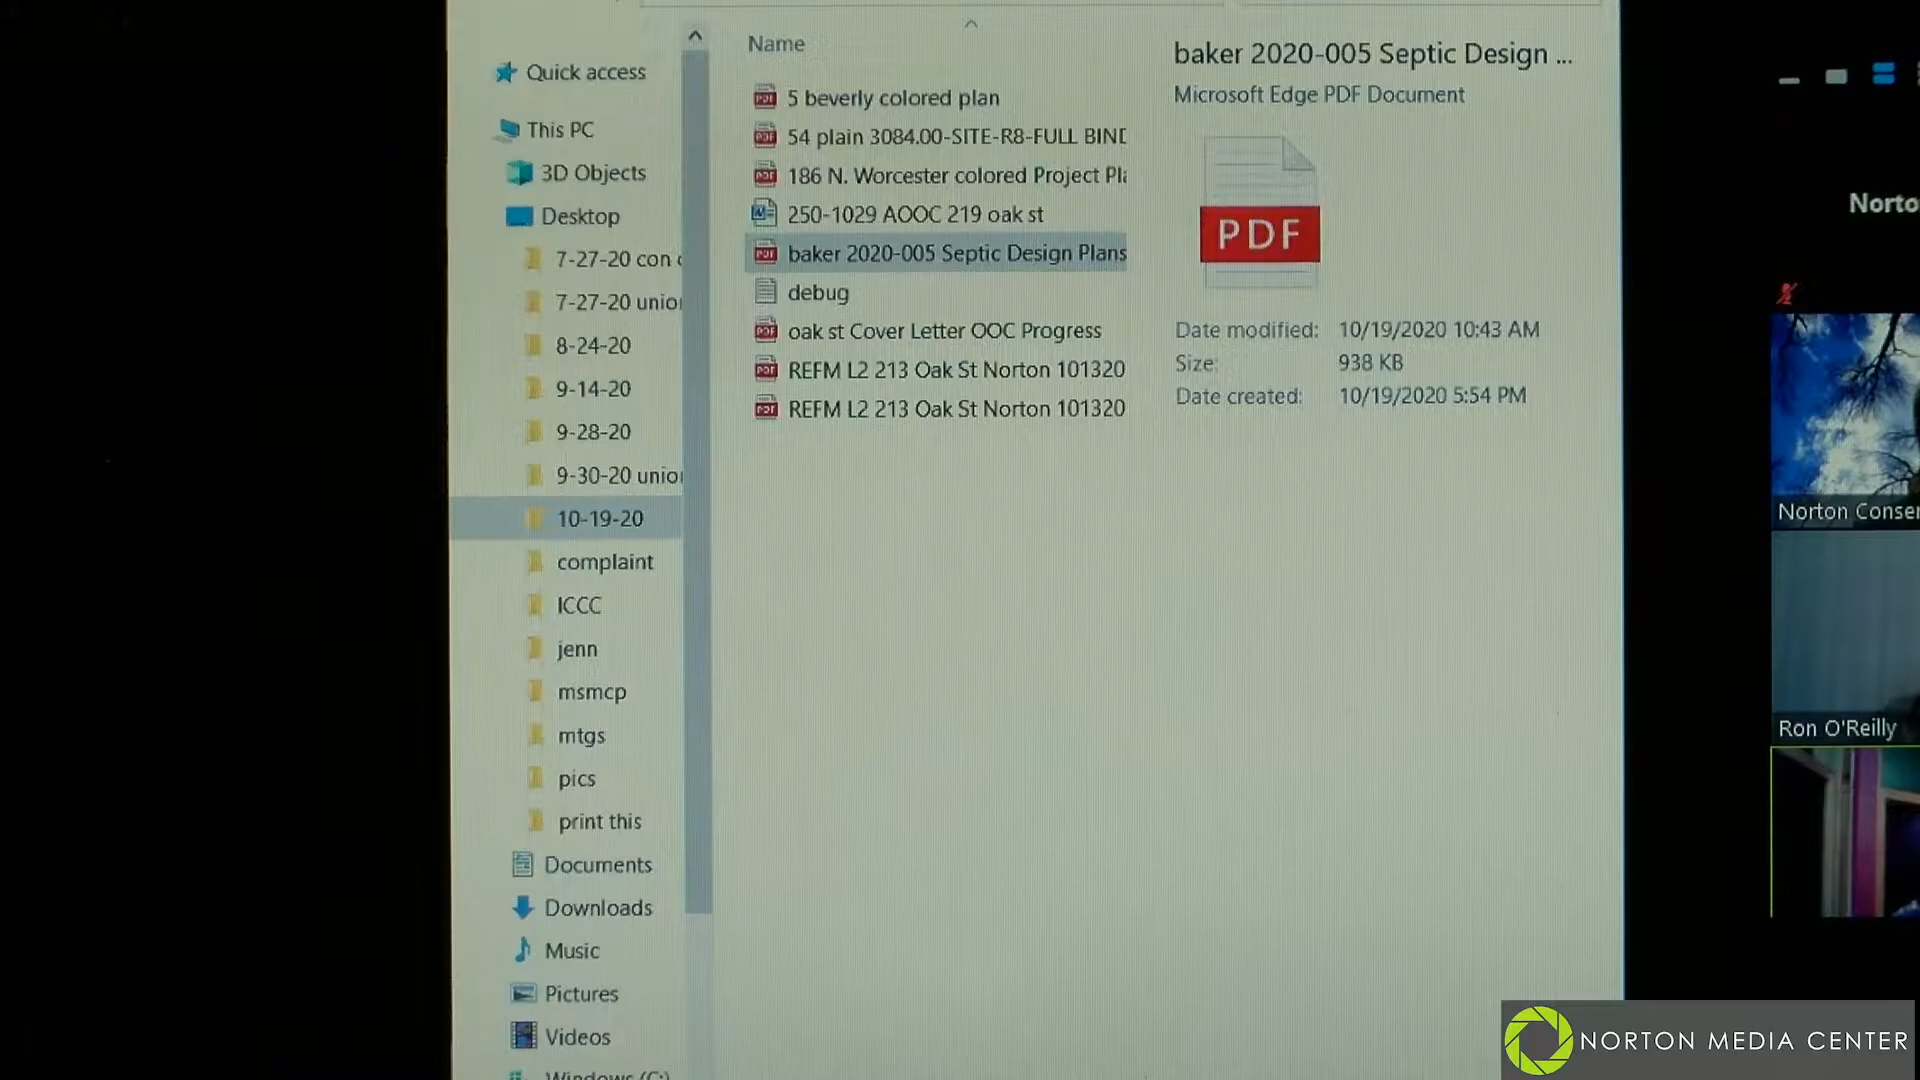 Quick access
This PC
3D Objects
Desktop
7-27-20 con
7-27-20 union
8-24-20
9-14-20
9-28-20
9-30-20 union
10-19-20
complaint
ICCC
jenn
msmcp
mtgs
pics
print this
Documents
Downloads
Music
Pictures
Videos
Windows (C:)
Name
5 beverly colored plan
54 plain 3084.00-SITE-R8-FULL BIND
186 N. Worcester colored Project Pla
250-1029 AOOC 219 oak st
baker 2020-005 Septic Design Plans
debug
oak st Cover Letter OOC Progress
REFM L2 213 Oak St Norton 101320
REFM L2 213 Oak St Norton 101320
baker 2020-005 Septic Design ...
Microsoft Edge PDF Document
PDF
Date modified: 10/19/2020 10:43 AM
Size: 938 KB
Date created: 10/19/2020 5:54 PM
Norto
Norton Conser
Ron O'Reilly
NORTON MEDIA CENTER